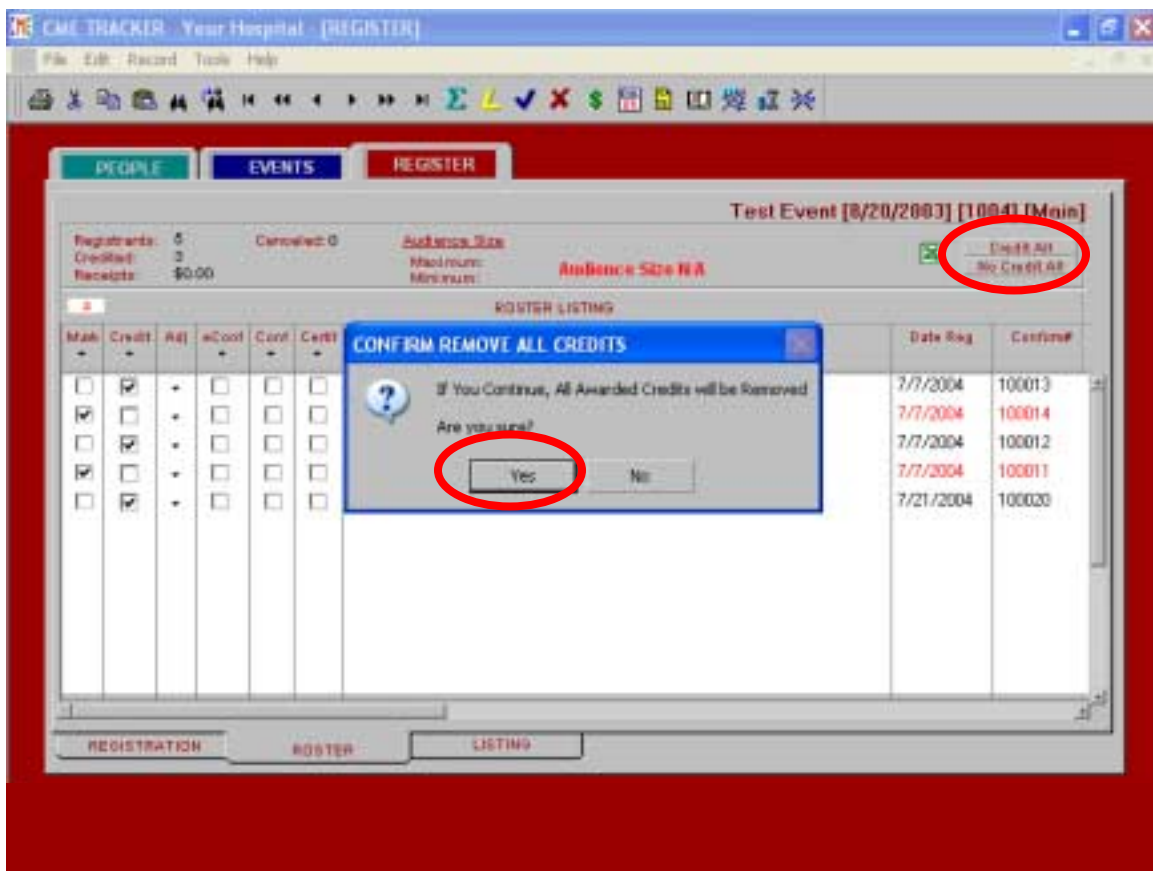 CME TRACKER Your Hospital - [REGISTER]
File Edit Record Tools Help
PEOPLE EVENTS REGISTER
Test Event [8/20/2003] [1004] [Main]
Registrants: 5 Canceled: 0 Audience Size Credit All
Credited: 3 Maximum: Audience Size N/A No Credit All
Receipts: $0.00 Minimum:
ROSTER LISTING
Mark Credit Adj eConf Conf Certif Date Reg Confirm#
CONFIRM REMOVE ALL CREDITS
If You Continue, All Awarded Credits will be Removed
Are you sure?
Yes No
7/7/2004 100013
7/7/2004 100014
7/7/2004 100012
7/7/2004 100011
7/21/2004 100020
REGISTRATION ROSTER LISTING